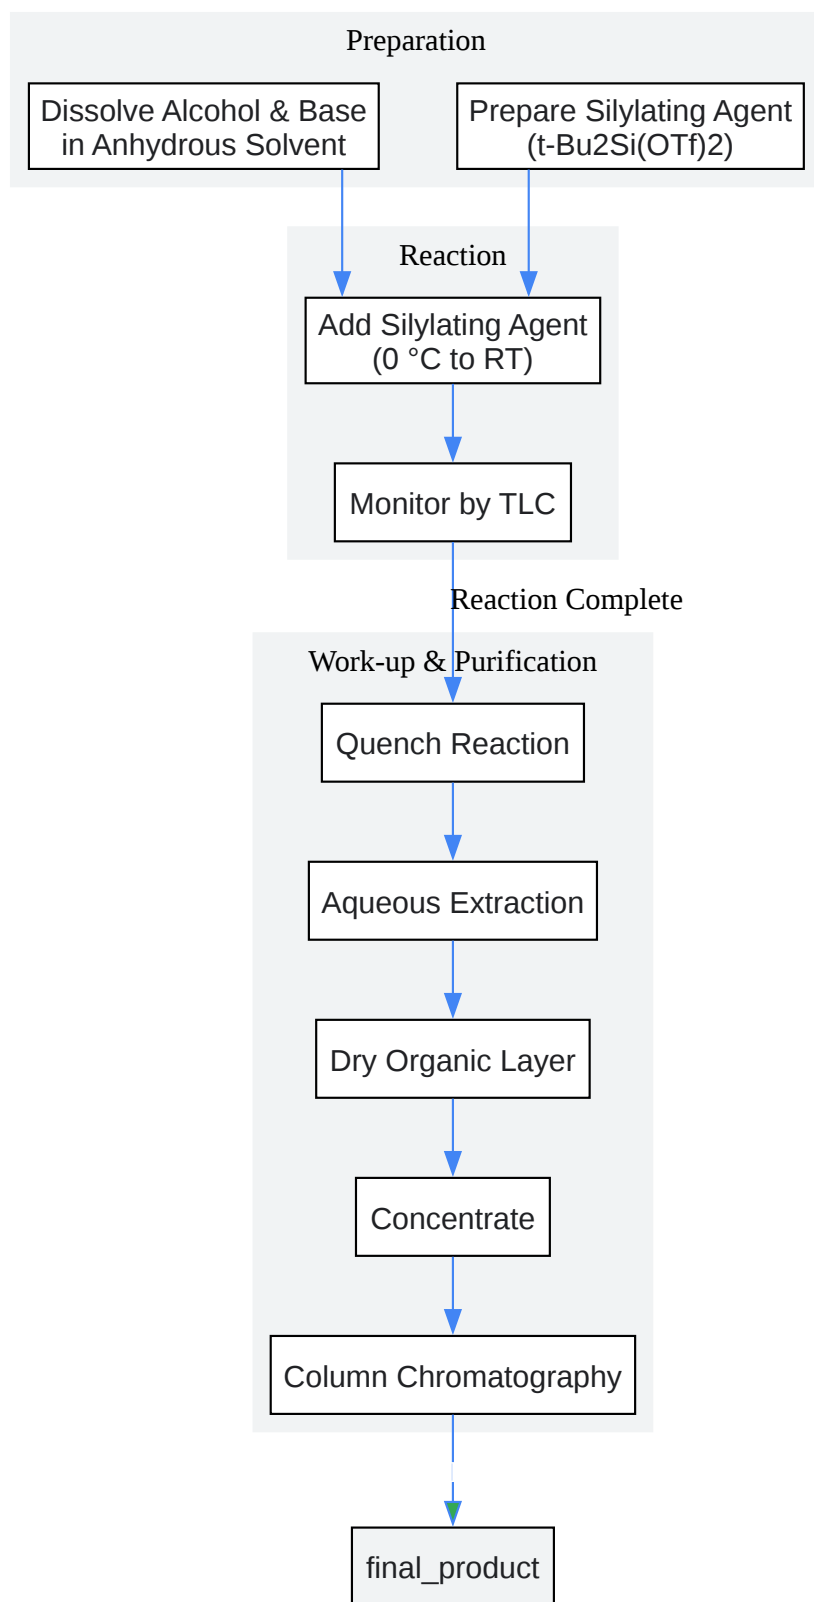 Preparation
Dissolve Alcohol & Base
in Anhydrous Solvent
Prepare Silylating Agent
(t-Bu2Si(OTf)2)
Reaction
Add Silylating Agent
(0 °C to RT)
Monitor by TLC
Reaction Complete
Work-up & Purification
Quench Reaction
Aqueous Extraction
Dry Organic Layer
Concentrate
Column Chromatography
final_product